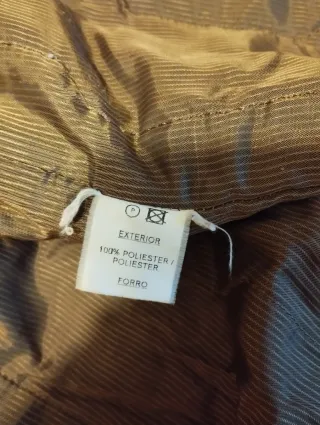 EXTERIOR
100% POLIESTER /
POLIESTER
FORRO